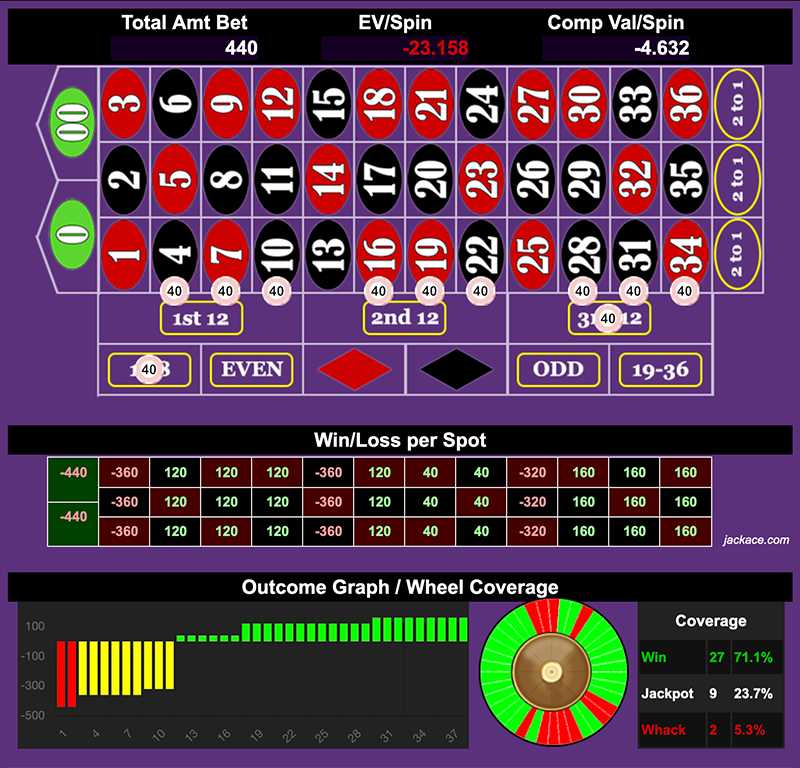 Total Amt Bet EV/Spin Comp Val/Spin
440 -23.158 -4.632
00 3 6 9 12 15 18 21 24 27 30 33 36 2 to 1
2 5 8 11 14 17 20 23 26 29 32 35 2 to 1
0 1 4 7 10 13 16 19 22 25 28 31 34 2 to 1
40 40 40 40 40 40 40 40 40
1st 12 2nd 12 3 40 12
40 EVEN ODD 19-36
Win/Loss per Spot
-440 -360 120 120 120 -360 120 40 40 -320 160 160 160
-360 120 120 120 -360 120 40 40 -320 160 160 160
-440 -360 120 120 120 -360 120 40 40 -320 160 160 160
jackace.com
Outcome Graph / Wheel Coverage
100
-100
-300
-500
1 4 7 10 13 16 19 22 25 28 31 34 37
Coverage
Win 27 71.1%
Jackpot 9 23.7%
Whack 2 5.3%